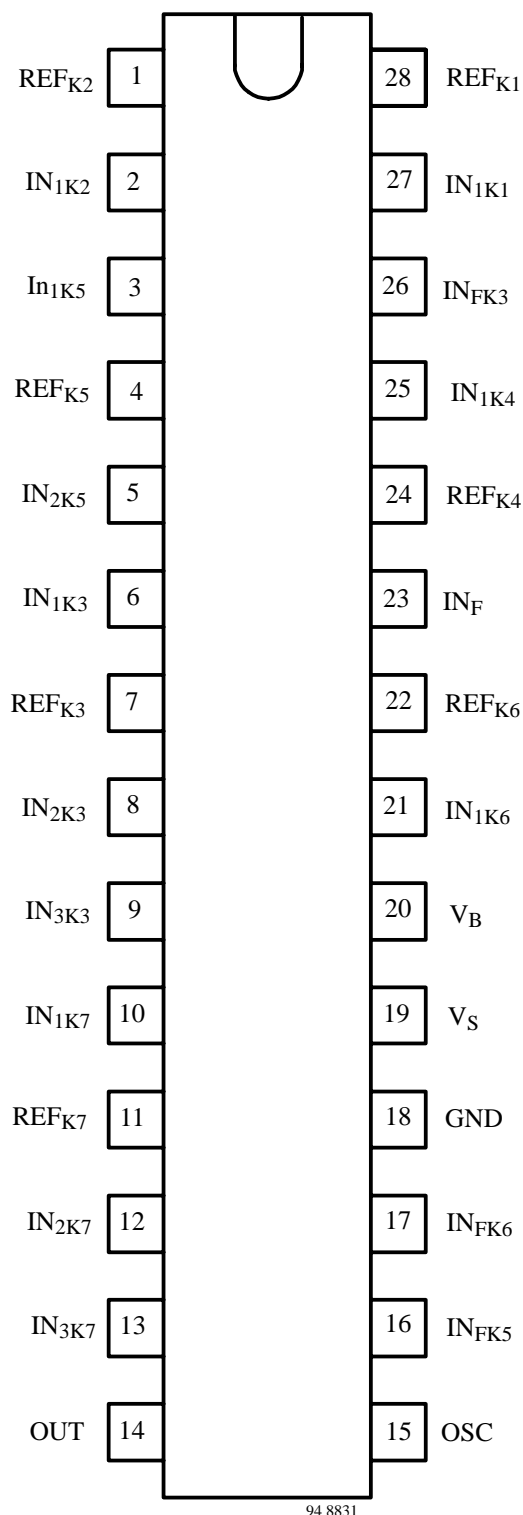 REFK2 1 28 REFK1
IN1K2 2 27 IN1K1
In1K5 3 26 INFK3
REFK5 4 25 IN1K4
IN2K5 5 24 REFK4
IN1K3 6 23 INF
REFK3 7 22 REFK6
IN2K3 8 21 IN1K6
IN3K3 9 20 VB
IN1K7 10 19 VS
REFK7 11 18 GND
IN2K7 12 17 INFK6
IN3K7 13 16 INFK5
OUT 14 15 OSC
94 8831